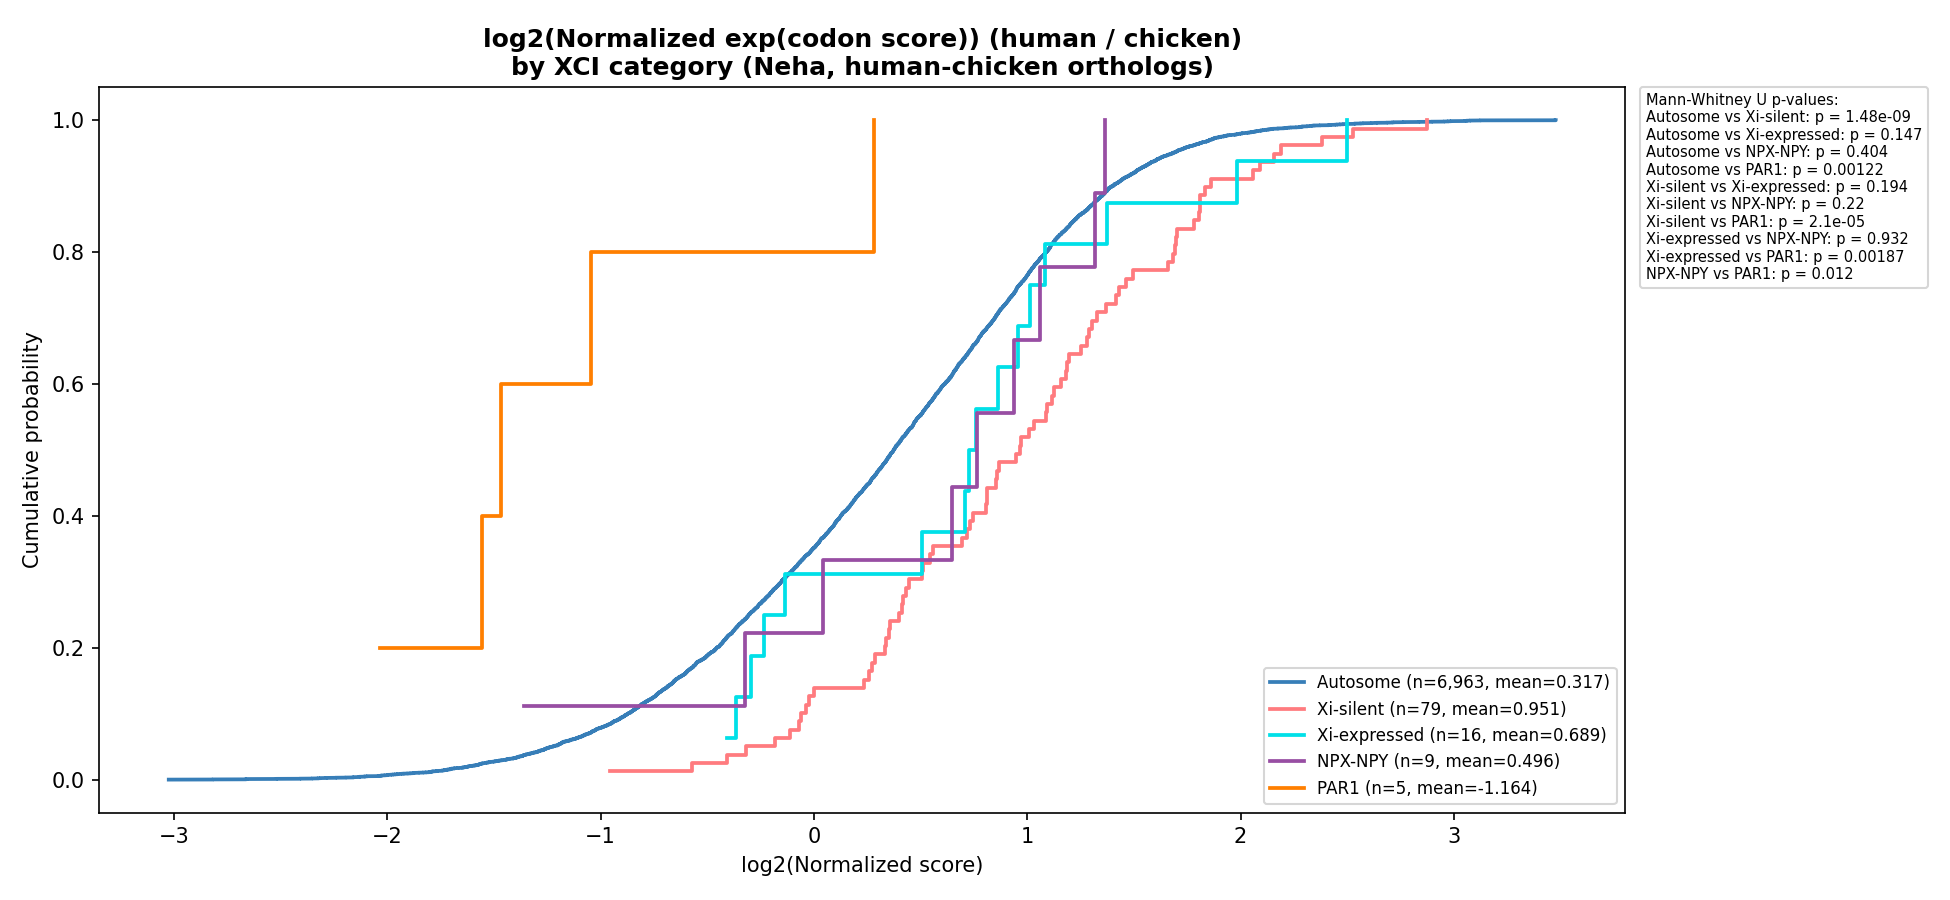 log2(Normalized exp(codon score)) (human / chicken)
by XCI category (Neha, human-chicken orthologs)
Mann-Whitney U p-values:
Autosome vs Xi-silent: p = 1.48e-09
Autosome vs Xi-expressed: p = 0.147
Autosome vs NPX-NPY: p = 0.404
Autosome vs PAR1: p = 0.00122
Xi-silent vs Xi-expressed: p = 0.194
Xi-silent vs NPX-NPY: p = 0.22
Xi-silent vs PAR1: p = 2.1e-05
Xi-expressed vs NPX-NPY: p = 0.932
Xi-expressed vs PAR1: p = 0.00187
NPX-NPY vs PAR1: p = 0.012
Cumulative probability
1.0
0.8
0.6
0.4
0.2
0.0
Autosome (n=6,963, mean=0.317)
Xi-silent (n=79, mean=0.951)
Xi-expressed (n=16, mean=0.689)
NPX-NPY (n=9, mean=0.496)
PAR1 (n=5, mean=-1.164)
−3 −2 −1 0 1 2 3
log2(Normalized score)